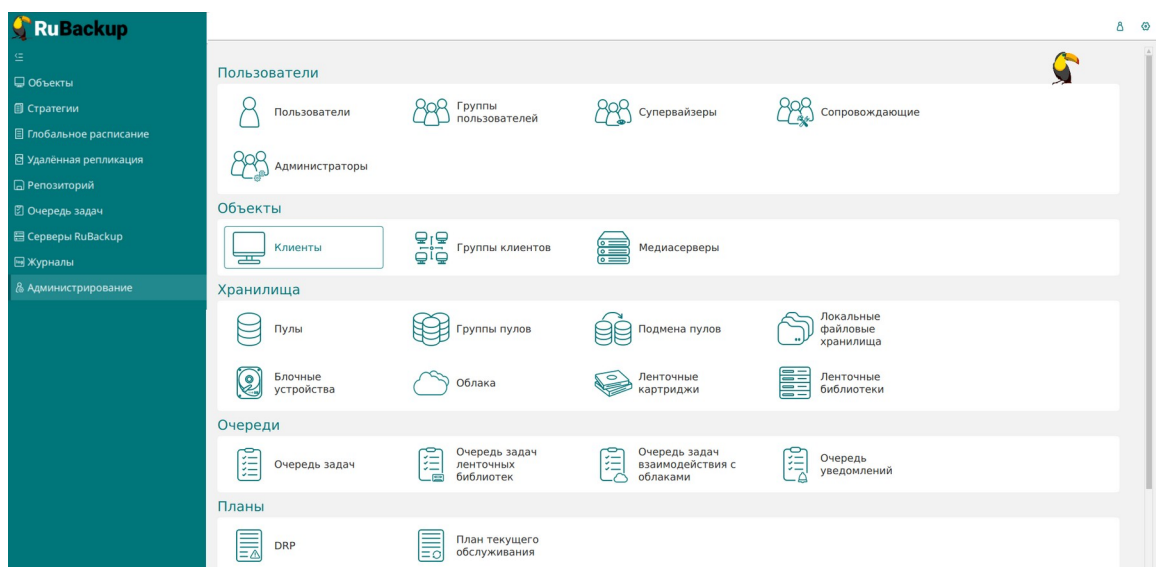 RuBackup
Объекты
Стратегии
Глобальное расписание
Удалённая репликация
Репозиторий
Очередь задач
Серверы RuBackup
Журналы
Администрирование
Пользователи
Пользователи
Группы
пользователей
Супервайзеры
Сопровождающие
Администраторы
Объекты
Клиенты
Группы клиентов
Медиасерверы
Хранилища
Пулы
Группы пулов
Подмена пулов
Локальные
файловые
хранилища
Блочные
устройства
Облака
Ленточные
картриджи
Ленточные
библиотеки
Очереди
Очередь задач
Очередь задач
ленточных
библиотек
Очередь задач
взаимодействия с
облаками
Очередь
уведомлений
Планы
DRP
План текущего
обслуживания